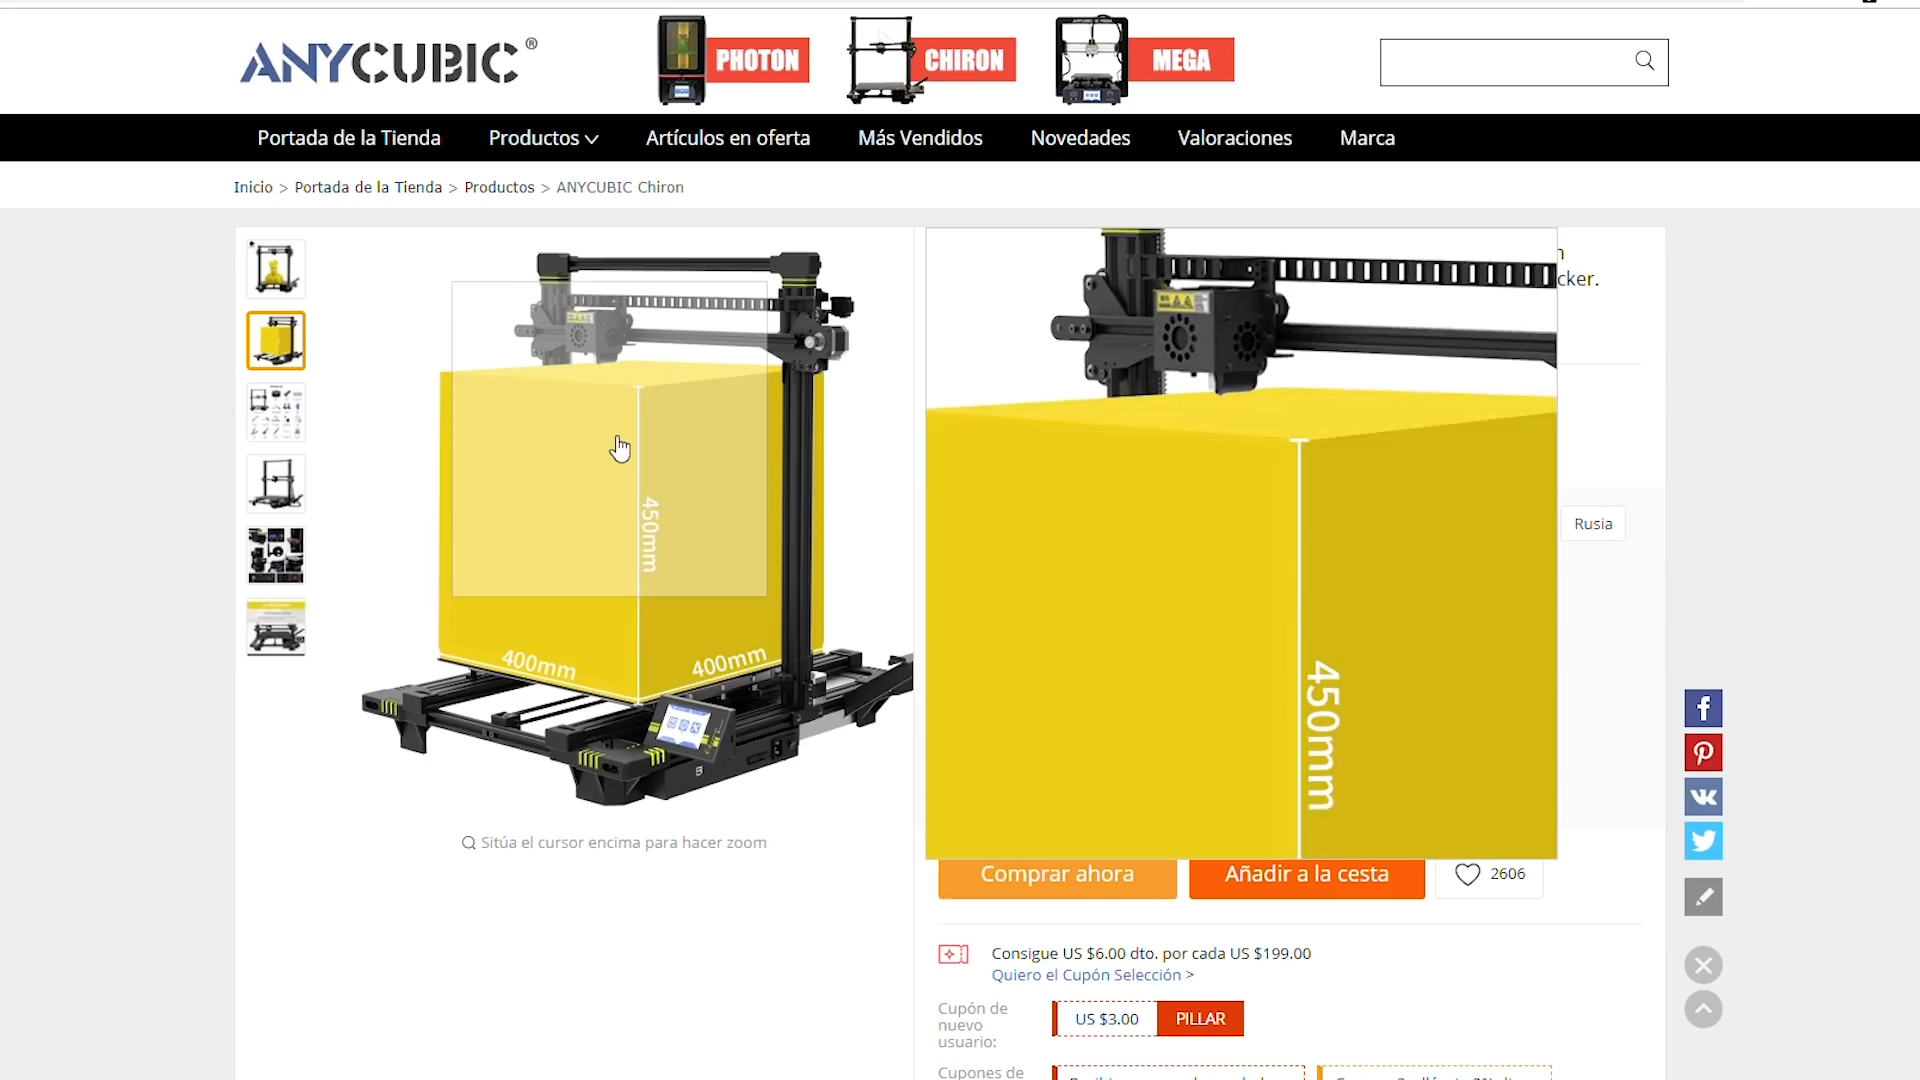 ANYCUBIC®
PHOTON
CHIRON
MEGA
Portada de la Tienda
Productos
Artículos en oferta
Más Vendidos
Novedades
Valoraciones
Marca
Inicio > Portada de la Tienda > Productos > ANYCUBIC Chiron
cker.
450mm
400mm
400mm
450mm
Rusia
Sitúa el cursor encima para hacer zoom
Comprar ahora
Añadir a la cesta
2606
Consigue US $6.00 dto. por cada US $199.00
Quiero el Cupón Selección >
Cupón de
nuevo
usuario:
US $3.00
PILLAR
Cupones de